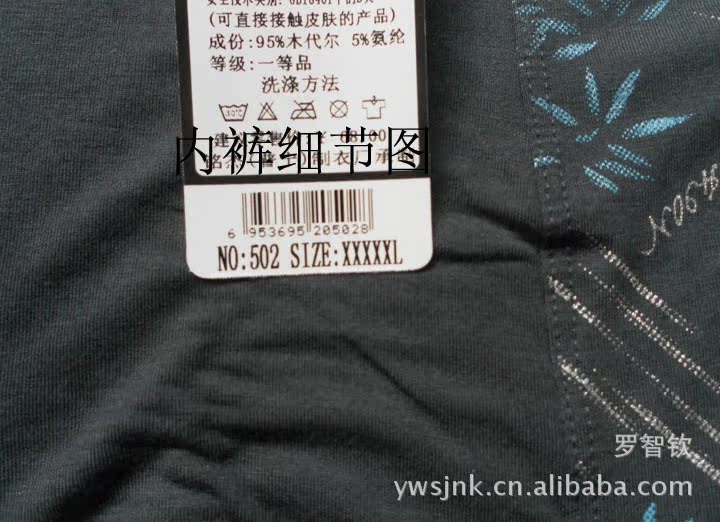 (可直接接触皮肤的产品)
成份:95%木代尔 5%氨纶
等级:一等品
洗涤方法
30℃
内裤细节图
6 953695 205028
NO:502 SIZE:XXXXXL
罗智钦
ywsjnk.cn.alibaba.com